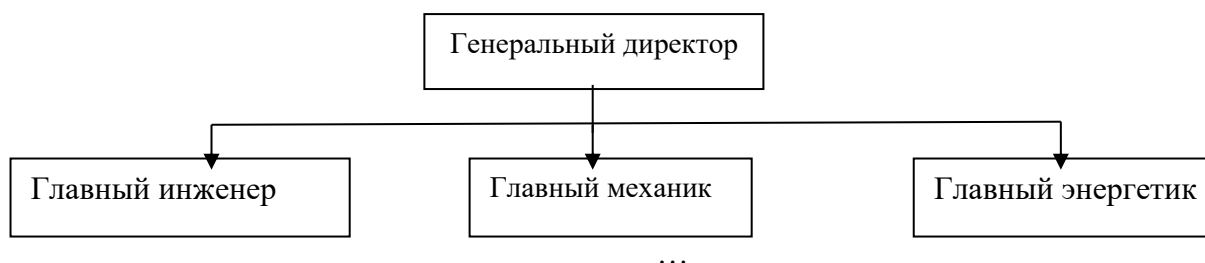 Генеральный директор
Главный инженер
Главный механик
Главный энергетик
...